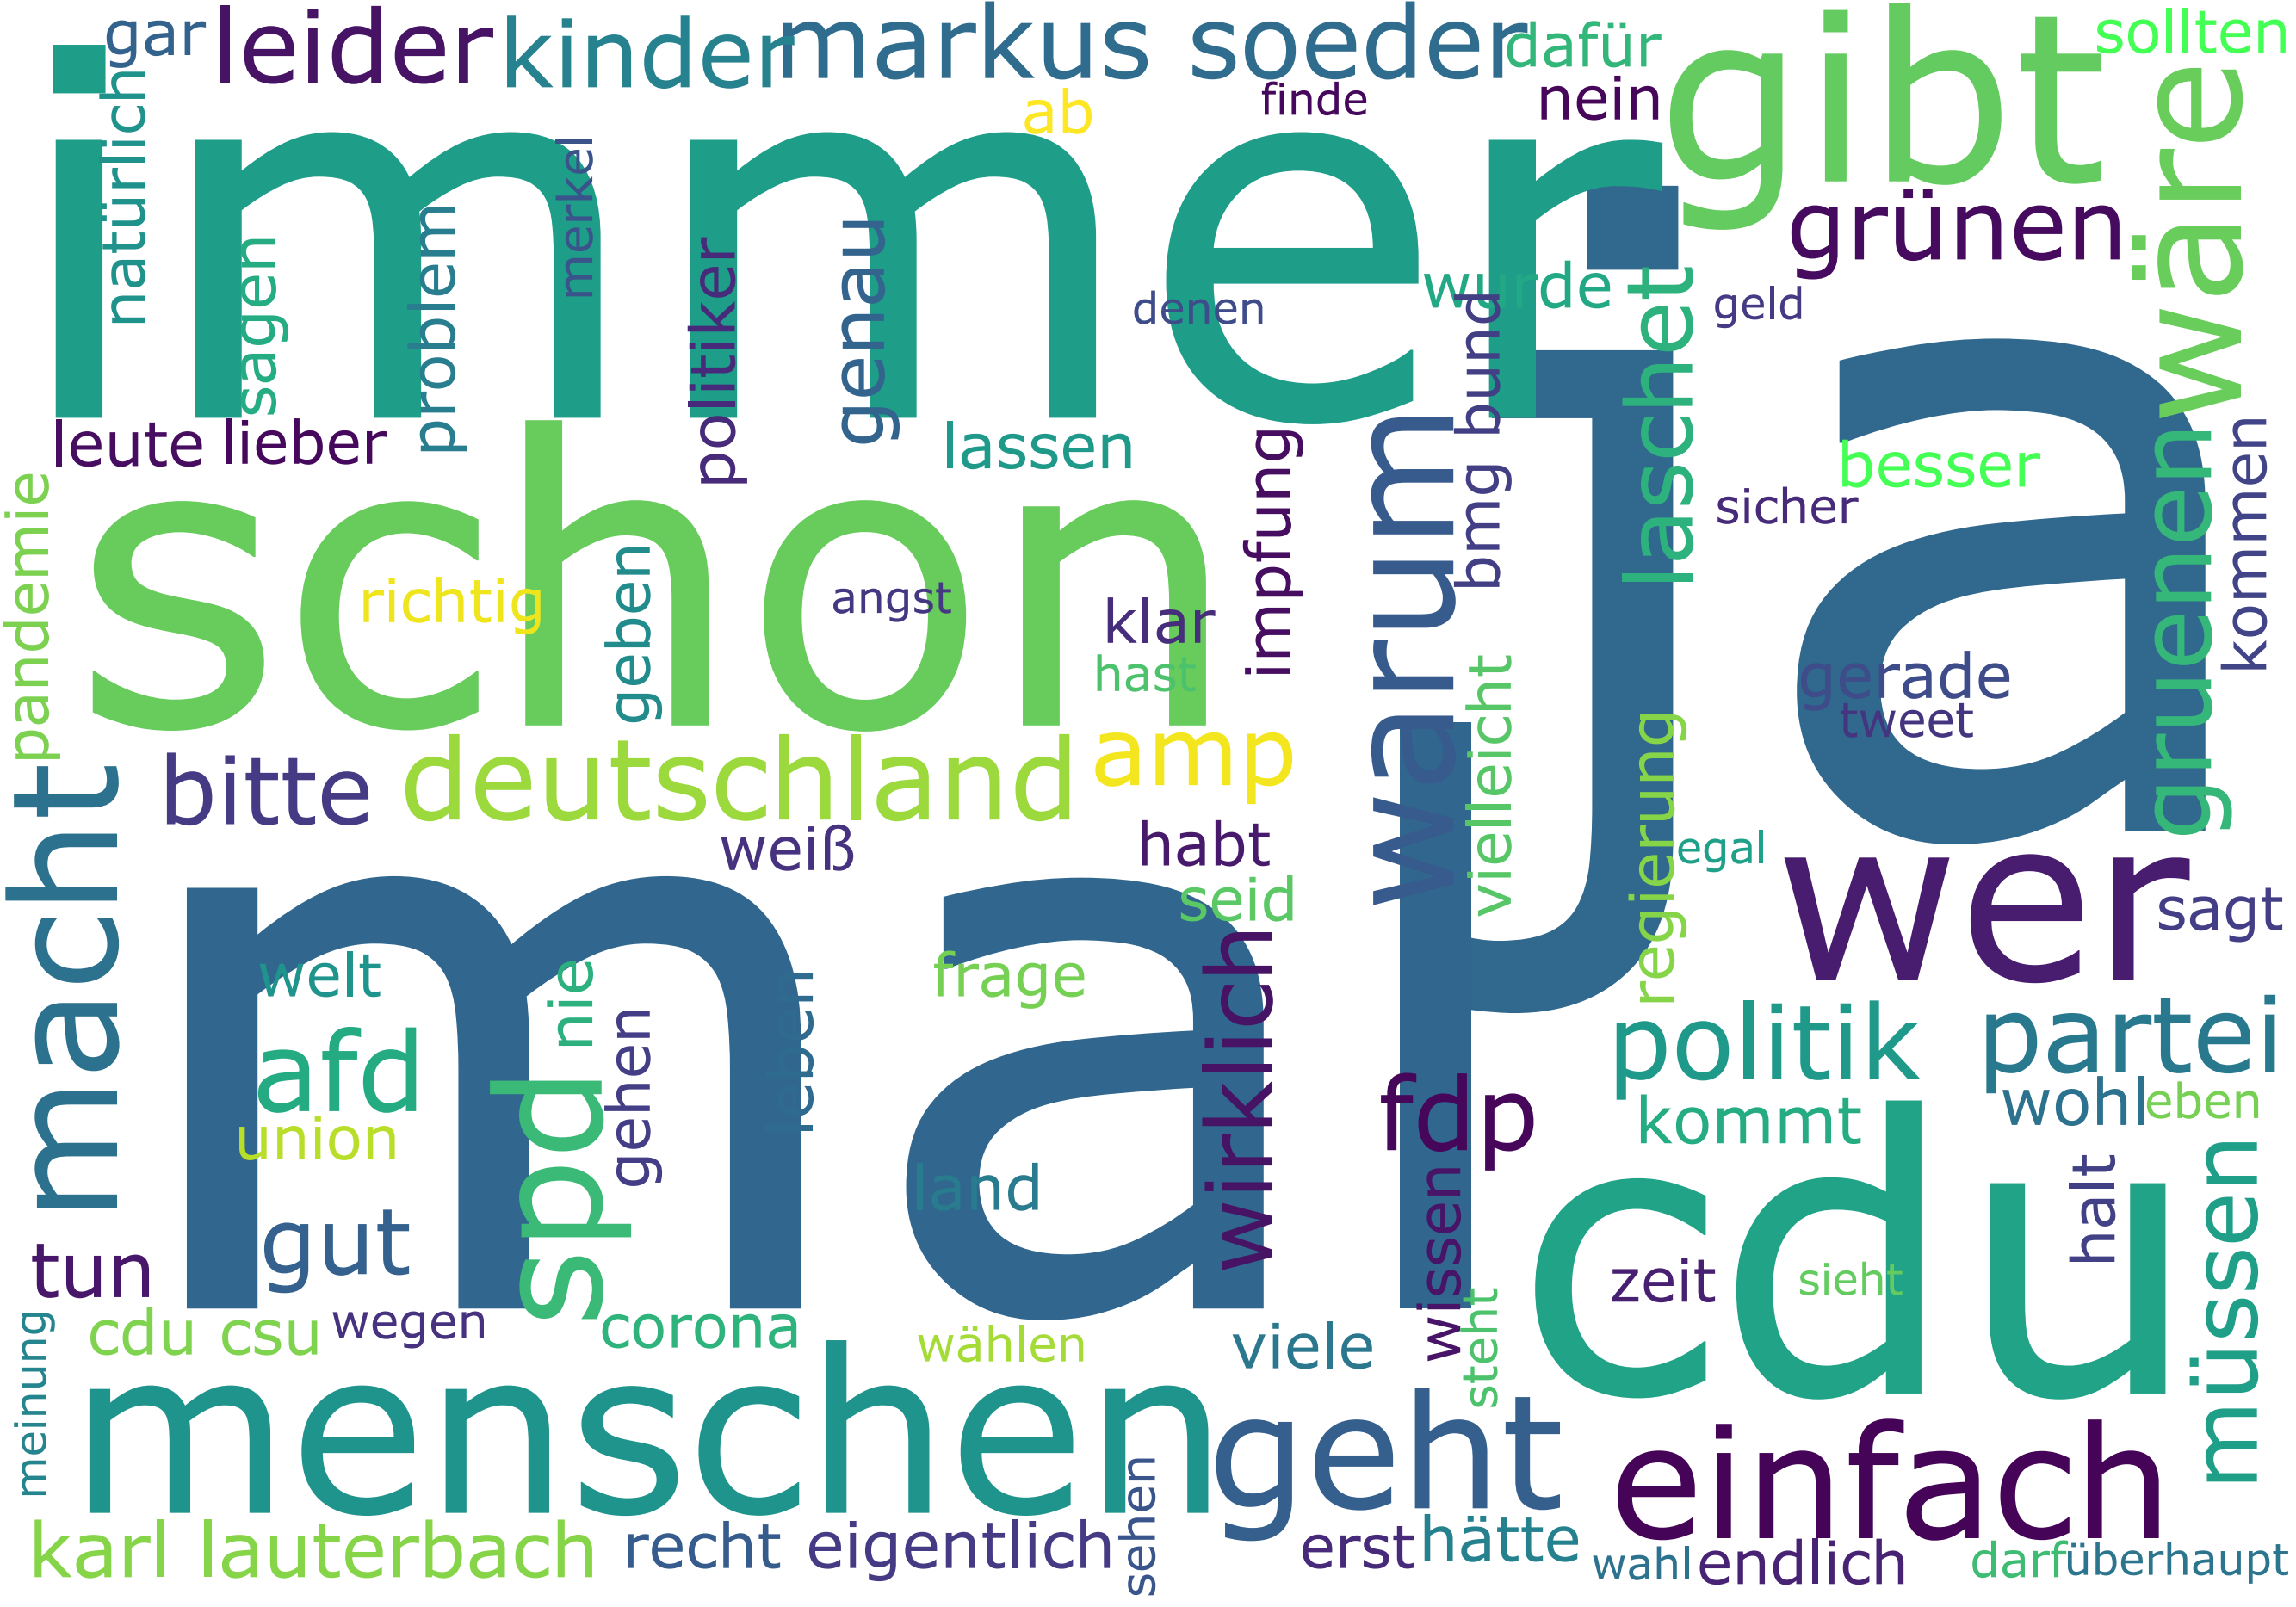 gar
leider
kinder
markus soeder
dafür
gibt
sollten
natürlich
immer
ab
finde
nein
wäre
merkel
grünen
sagen
problem
politiker
genau
denen
wurde
laschet
geld
ja
leute
lieber
lassen
impfung
warum
bmg bund
besser
gruenen
kommen
pandemie
schon
sicher
richtig
geben
angst
klar
hast
vielleicht
gerade
tweet
macht
bitte
deutschland
amp
regierung
weiß
habt
egal
wer
seid
sagt
mal
welt
nie
leben
frage
wirklich
afd
spd
gehen
fdp
politik
partei
union
kommt
wohl
eben
land
cdu
gut
wissen
halt
müssen
tun
zeit
sieht
cdu csu
wegen
corona
wählen
viele
steht
meinung
menschen
geht
einfach
sehen
karl lauterbach
recht
eigentlich
erst
hätte
wahl
endlich
darf
überhaupt